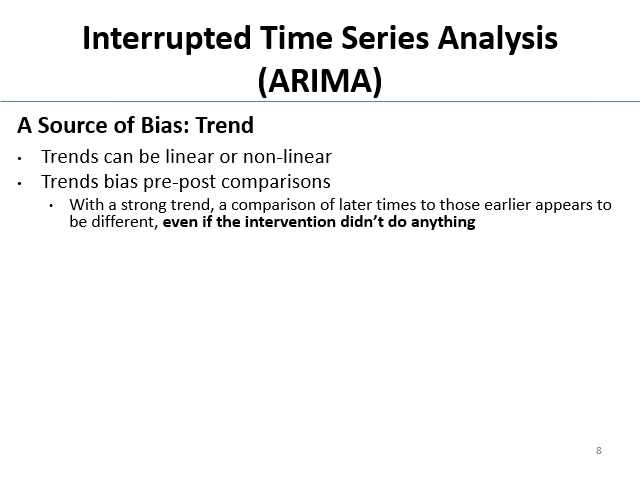 Interrupted Time Series Analysis
(ARIMA)
A Source of Bias: Trend
• Trends can be linear or non-linear
• Trends bias pre-post comparisons
• With a strong trend, a comparison of later times to those earlier appears to
be different, even if the intervention didn’t do anything
8